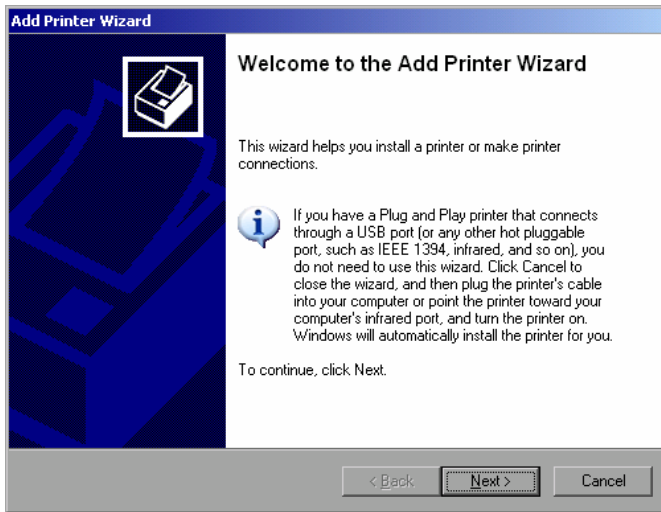 Add Printer Wizard
Welcome to the Add Printer Wizard
This wizard helps you install a printer or make printer
connections.
If you have a Plug and Play printer that connects
through a USB port (or any other hot pluggable
port, such as IEEE 1394, infrared, and so on), you
do not need to use this wizard. Click Cancel to
close the wizard, and then plug the printer's cable
into your computer or point the printer toward your
computer's infrared port, and turn the printer on.
Windows will automatically install the printer for you.
To continue, click Next.
< Back
Next >
Cancel